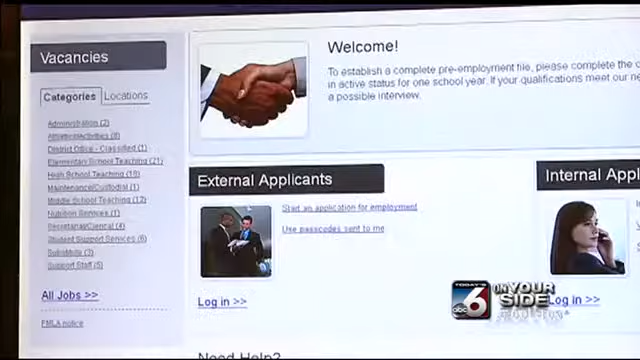 Vacancies
Categories Locations
Administration (2)
Athletics/Activities (8)
District Office - Classified (1)
Elementary School Teaching (21)
High School Teaching (18)
Maintenance/Custodial (1)
Middle School Teaching (12)
Nutrition Services (1)
Secretarial/Clerical (4)
Student Support Services (6)
Substitute (3)
Support Staff (5)
All Jobs >>
FMLA notice
Welcome!
To establish a complete pre-employment file, please complete the
in active status for one school year. If your qualifications meet our
a possible interview.
External Applicants
Start an application for employment
Use passcodes sent to me
Log in >>
Need Help?
Internal Appl
Log in >>
TODAY'S
abc 6
ON YOUR
SIDE